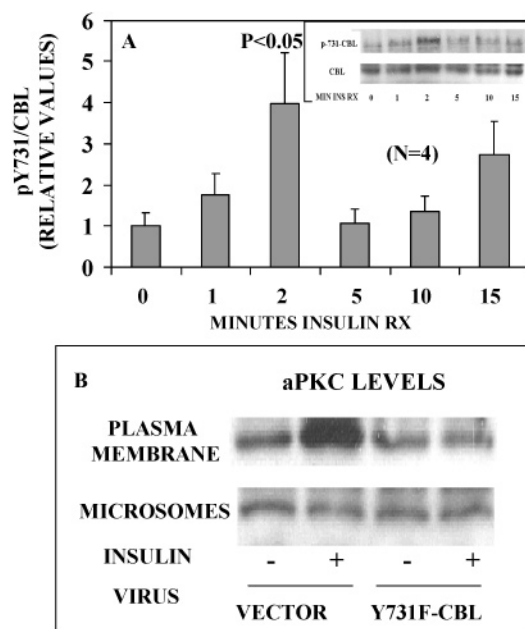 A
P<0.05
p-731-CBL
CBL
MIN INS RX 0 1 2 5 10 15
(N=4)
pY731/CBL
(RELATIVE VALUES)
6
5
4
3
2
1
0
0 1 2 5 10 15
MINUTES INSULIN RX
B
aPKC LEVELS
PLASMA
MEMBRANE
MICROSOMES
INSULIN - + - +
VIRUS
VECTOR Y731F-CBL